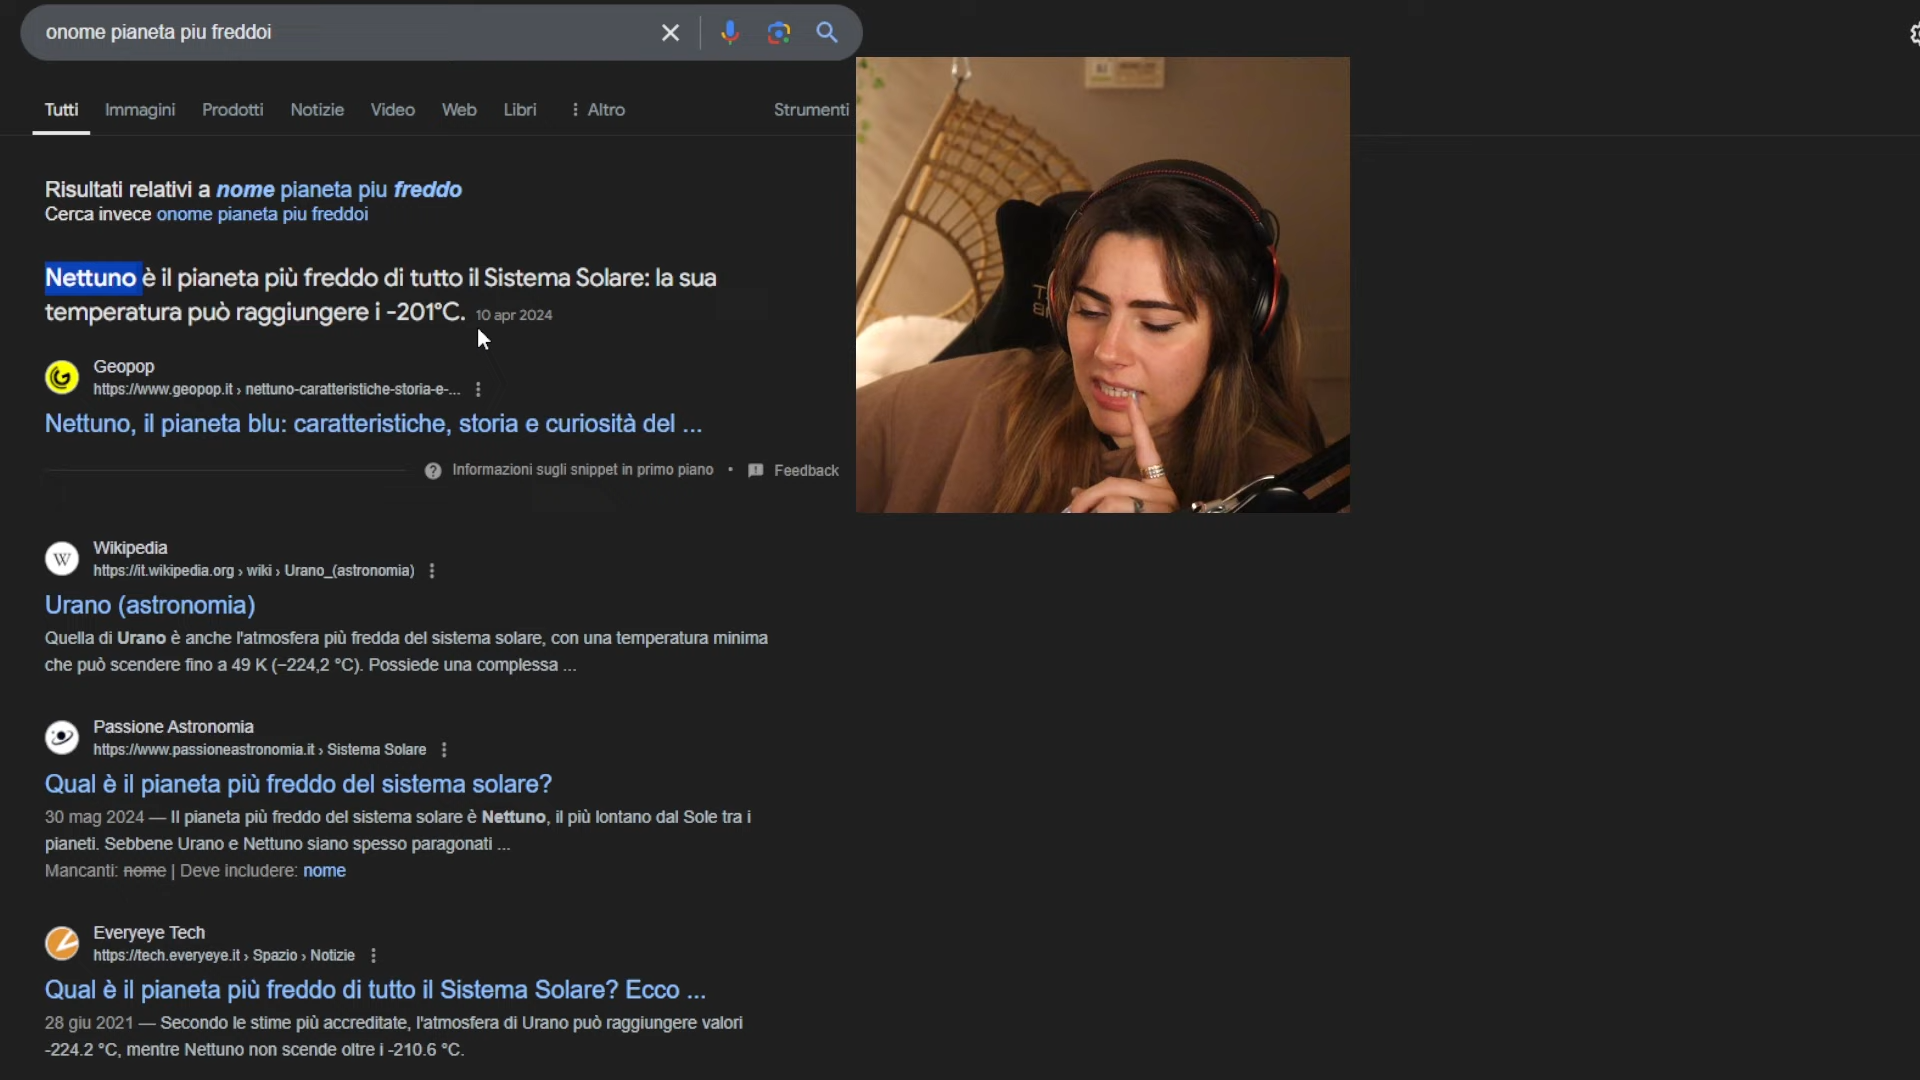 onome pianeta piu freddoi
Tutti Immagini Prodotti Notizie Video Web Libri Altro Strumenti
Risultati relativi a nome pianeta piu freddo
Cerca invece onome pianeta piu freddoi
Nettuno è il pianeta più freddo di tutto il Sistema Solare: la sua
temperatura può raggiungere i -201°C. 10 apr 2024
Geopop
https://www.geopop.it › nettuno-caratteristiche-storia-e-...
Nettuno, il pianeta blu: caratteristiche, storia e curiosità del ...
Informazioni sugli snippet in primo piano • Feedback
Wikipedia
https://it.wikipedia.org › wiki › Urano_(astronomia)
Urano (astronomia)
Quella di Urano è anche l'atmosfera più fredda del sistema solare, con una temperatura minima
che può scendere fino a 49 K (−224,2 °C). Possiede una complessa ...
Passione Astronomia
https://www.passioneastronomia.it › Sistema Solare
Qual è il pianeta più freddo del sistema solare?
30 mag 2024 — Il pianeta più freddo del sistema solare è Nettuno, il più lontano dal Sole tra i
pianeti. Sebbene Urano e Nettuno siano spesso paragonati ...
Mancanti: nome | Deve includere: nome
Everyeye Tech
https://tech.everyeye.it › Spazio › Notizie
Qual è il pianeta più freddo di tutto il Sistema Solare? Ecco ...
28 giu 2021 — Secondo le stime più accreditate, l'atmosfera di Urano può raggiungere valori
-224.2 °C, mentre Nettuno non scende oltre i -210.6 °C.